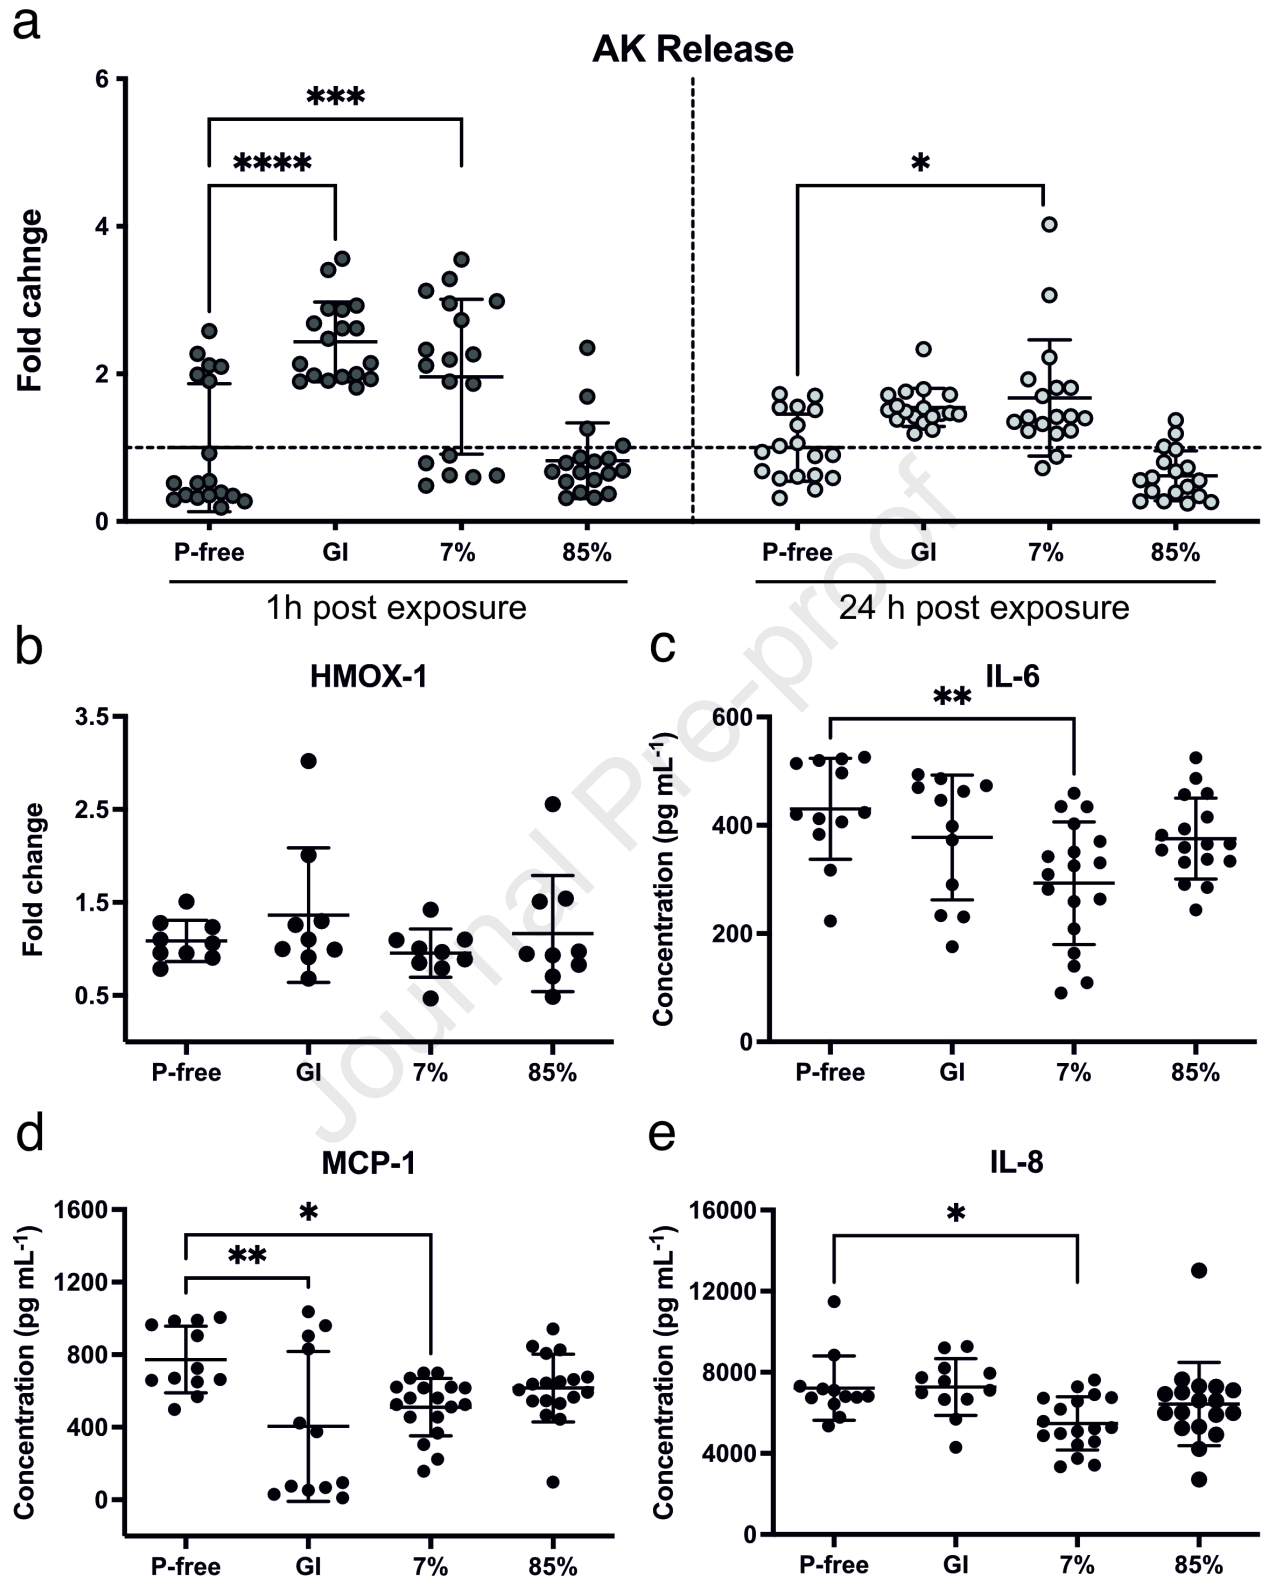 a
AK Release
Fold cahnge
6
4
2
0
***
****
*
P-free GI 7% 85% P-free GI 7% 85%
1h post exposure 24 h post exposure
b
HMOX-1
Fold change
3.5
2.5
1.5
0.5
P-free GI 7% 85%
c
IL-6
**
Concentration (pg mL-1)
600
400
200
0
P-free GI 7% 85%
d
MCP-1
Concentration (pg mL-1)
1600
1200
800
400
0
*
**
P-free GI 7% 85%
e
IL-8
Concentration (pg mL-1)
16000
12000
8000
4000
0
*
P-free GI 7% 85%
Journal Pre-proof